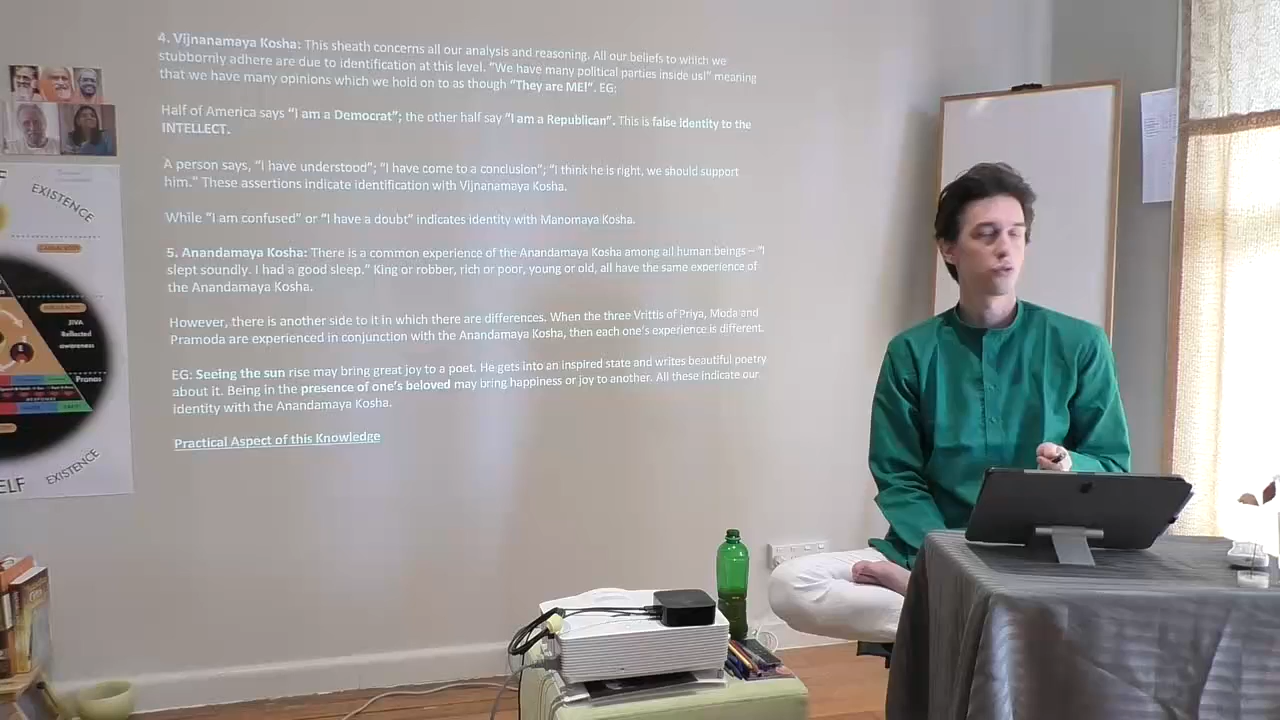 4. Vijnanamaya Kosha: This sheath concerns all our analysis and reasoning. All our beliefs to which we
stubbornly adhere are due to identification at this level. "We have many political parties inside us!" meaning
that we have many opinions which we hold on to as though "They are ME!". EG:
Half of America says "I am a Democrat"; the other half say "I am a Republican". This is false identity to the
INTELLECT.
A person says, "I have understood"; "I have come to a conclusion"; "I think he is right, we should support
him." These assertions indicate identification with Vijnanamaya Kosha.
While "I am confused" or "I have a doubt" indicates identity with Manomaya Kosha.
5. Anandamaya Kosha: There is a common experience of the Anandamaya Kosha among all human beings – "I
slept soundly. I had a good sleep." King or robber, rich or poor, young or old, all have the same experience of
the Anandamaya Kosha.
However, there is another side to it in which there are differences. When the three Vrittis of Priya, Moda and
Pramoda are experienced in conjunction with the Anandamaya Kosha, then each one's experience is different.
EG: Seeing the sun rise may bring great joy to a poet. He gets into an inspired state and writes beautiful poetry
about it. Being in the presence of one's beloved may bring happiness or joy to another. All these indicate our
identity with the Anandamaya Kosha.
Practical Aspect of this Knowledge
EXISTENCE
JIVA
Reflected
awareness
Pranas
ELF
EXISTENCE